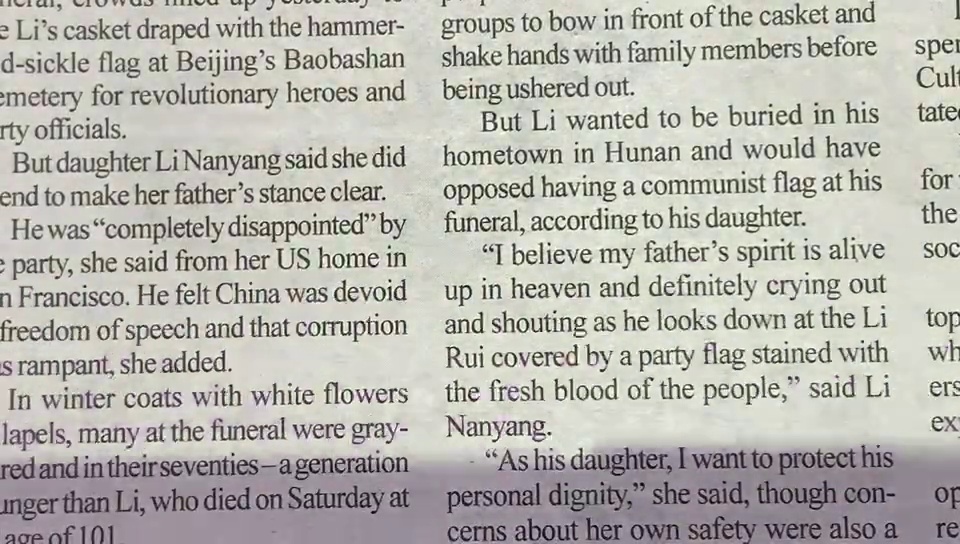 Li's casket draped with the hammer-
d-sickle flag at Beijing's Baobashan
emetery for revolutionary heroes and
rty officials.
But daughter Li Nanyang said she did
end to make her father's stance clear.
He was "completely disappointed" by
party, she said from her US home in
n Francisco. He felt China was devoid
freedom of speech and that corruption
s rampant, she added.
In winter coats with white flowers
lapels, many at the funeral were gray-
red and in their seventies – a generation
unger than Li, who died on Saturday at
age of 101
groups to bow in front of the casket and
shake hands with family members before
being ushered out.
But Li wanted to be buried in his
hometown in Hunan and would have
opposed having a communist flag at his
funeral, according to his daughter.
"I believe my father's spirit is alive
up in heaven and definitely crying out
and shouting as he looks down at the Li
Rui covered by a party flag stained with
the fresh blood of the people," said Li
Nanyang.
"As his daughter, I want to protect his
personal dignity," she said, though con-
cerns about her own safety were also a
sper
Cult
tate
for
the
soc
top
wh
ers
ex
op
re